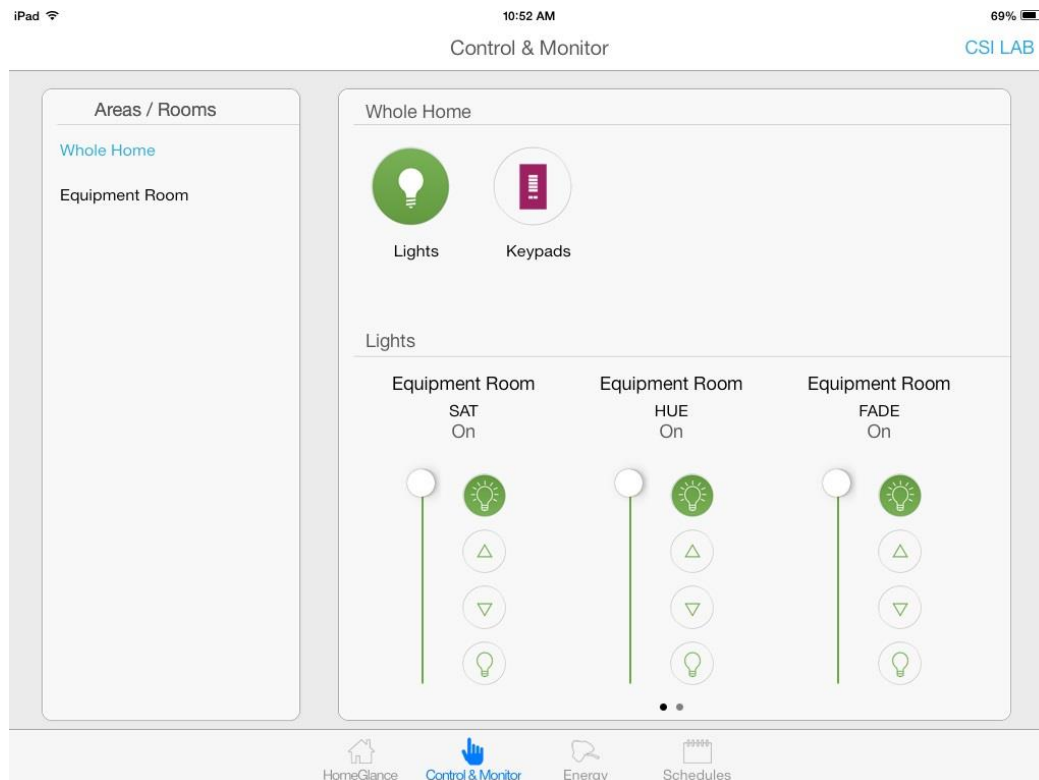 iPad 10:52 AM 69%
Control & Monitor CSI LAB
Areas / Rooms
Whole Home
Equipment Room
Whole Home
Lights Keypads
Lights
Equipment Room Equipment Room Equipment Room
SAT HUE FADE
On On On
HomeGlance Control & Monitor Energy Schedules